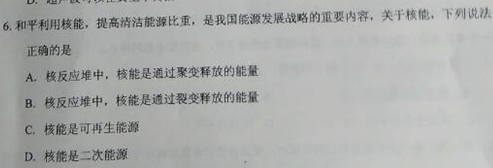 6. 和平利用核能，提高清洁能源比重，是我国能源发展战略的重要内容，关于核能，下列说法
正确的是
A. 核反应堆中，核能是通过聚变释放的能量
B. 核反应堆中，核能是通过裂变释放的能量
C. 核能是可再生能源
D. 核能是二次能源